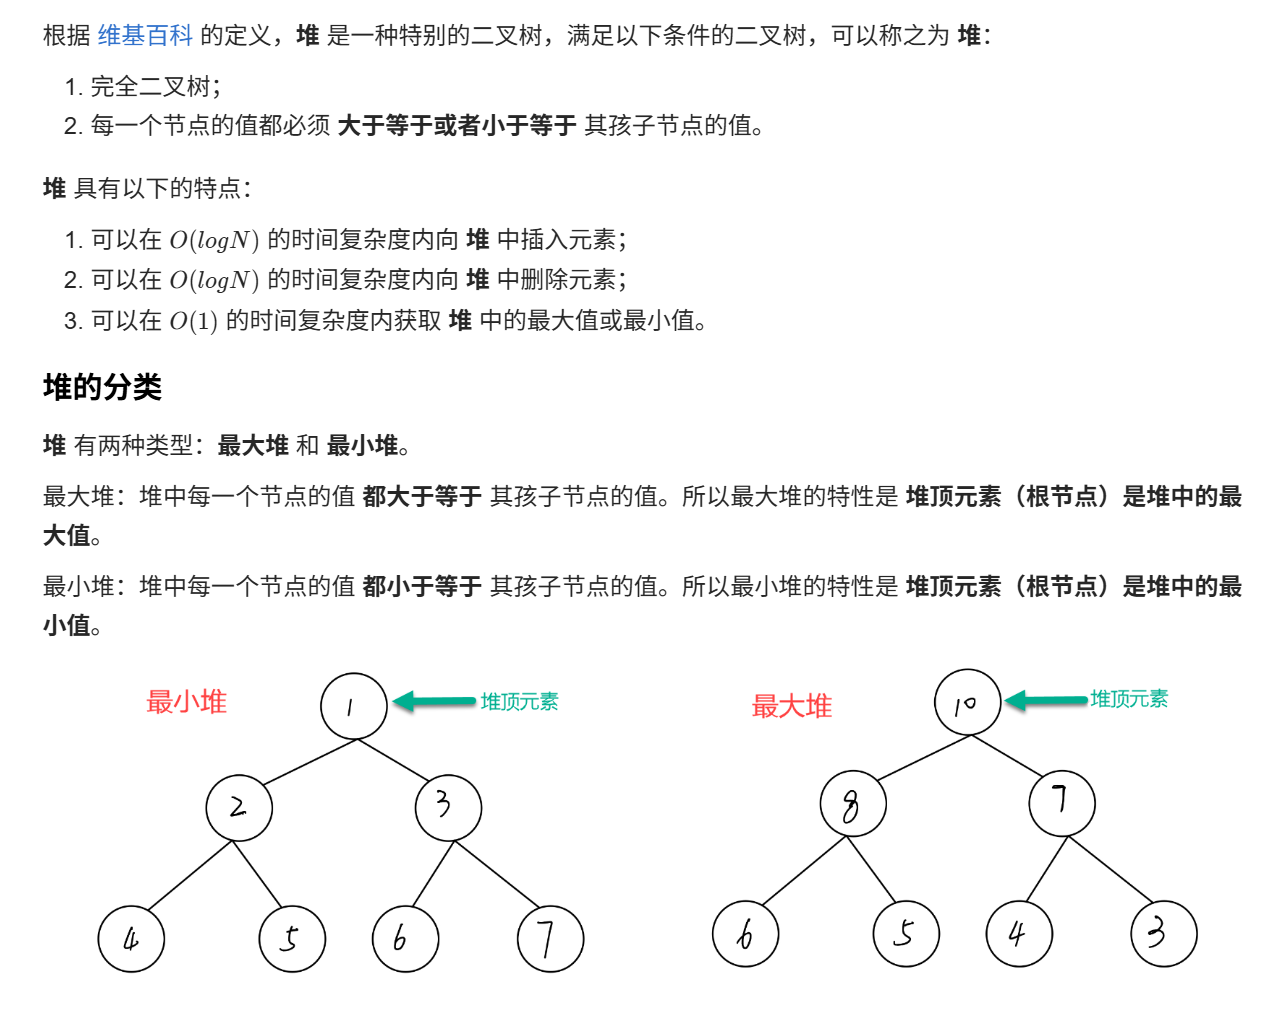 根据 维基百科 的定义，堆 是一种特别的二叉树，满足以下条件的二叉树，可以称之为 堆：
1. 完全二叉树；
2. 每一个节点的值都必须 大于等于或者小于等于 其孩子节点的值。
堆 具有以下的特点：
1. 可以在 O(logN) 的时间复杂度内向 堆 中插入元素；
2. 可以在 O(logN) 的时间复杂度内向 堆 中删除元素；
3. 可以在 O(1) 的时间复杂度内获取 堆 中的最大值或最小值。
堆的分类
堆 有两种类型：最大堆 和 最小堆。
最大堆：堆中每一个节点的值 都大于等于 其孩子节点的值。所以最大堆的特性是 堆顶元素（根节点）是堆中的最
大值。
最小堆：堆中每一个节点的值 都小于等于 其孩子节点的值。所以最小堆的特性是 堆顶元素（根节点）是堆中的最
小值。
最小堆 1 堆顶元素
2 3
4 5 6 7
最大堆 10 堆顶元素
8 7
6 5 4 3